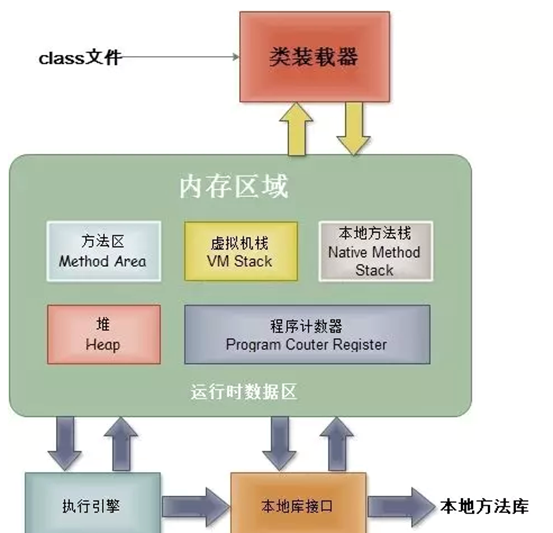 class文件
类装载器
内存区域
方法区
Method Area
虚拟机栈
VM Stack
本地方法栈
Native Method
Stack
堆
Heap
程序计数器
Program Couter Register
运行时数据区
执行引擎
本地库接口
本地方法库